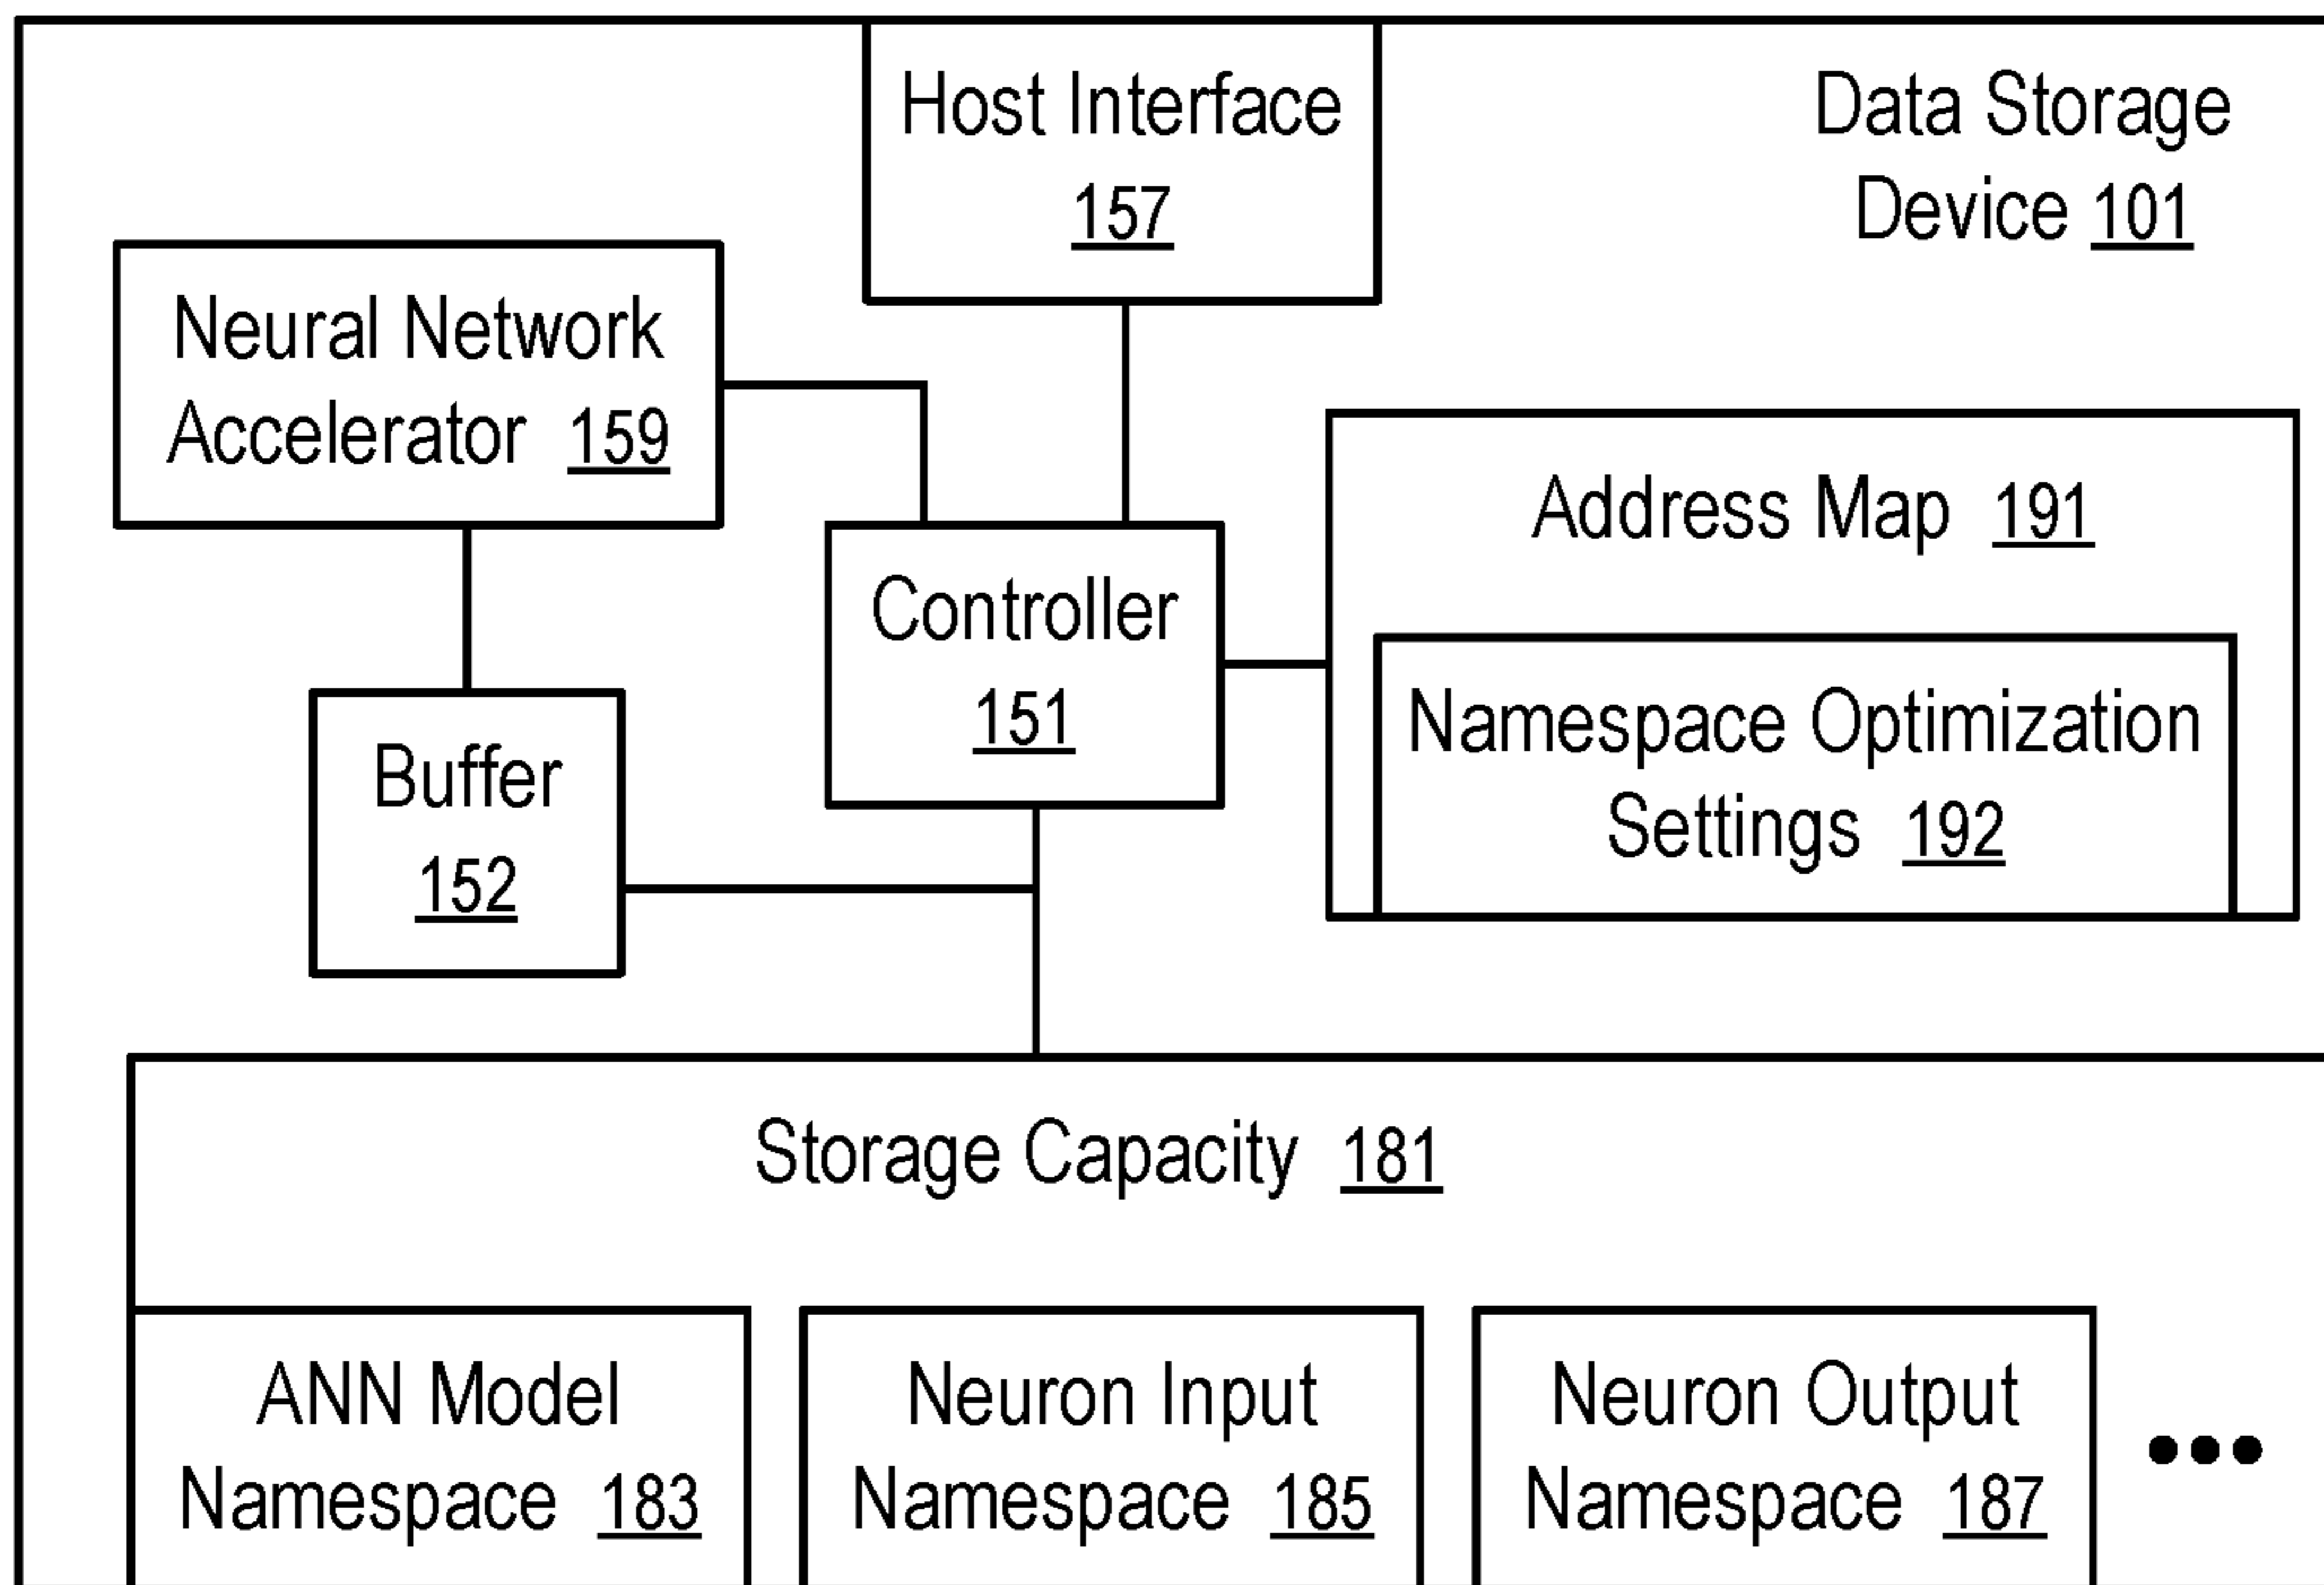 Host Interface
157
Data Storage
Device 101
Neural Network
Accelerator 159
Address Map 191
Controller
151
Namespace Optimization
Settings 192
Buffer
152
Storage Capacity 181
ANN Model
Namespace 183
Neuron Input
Namespace 185
Neuron Output
Namespace 187